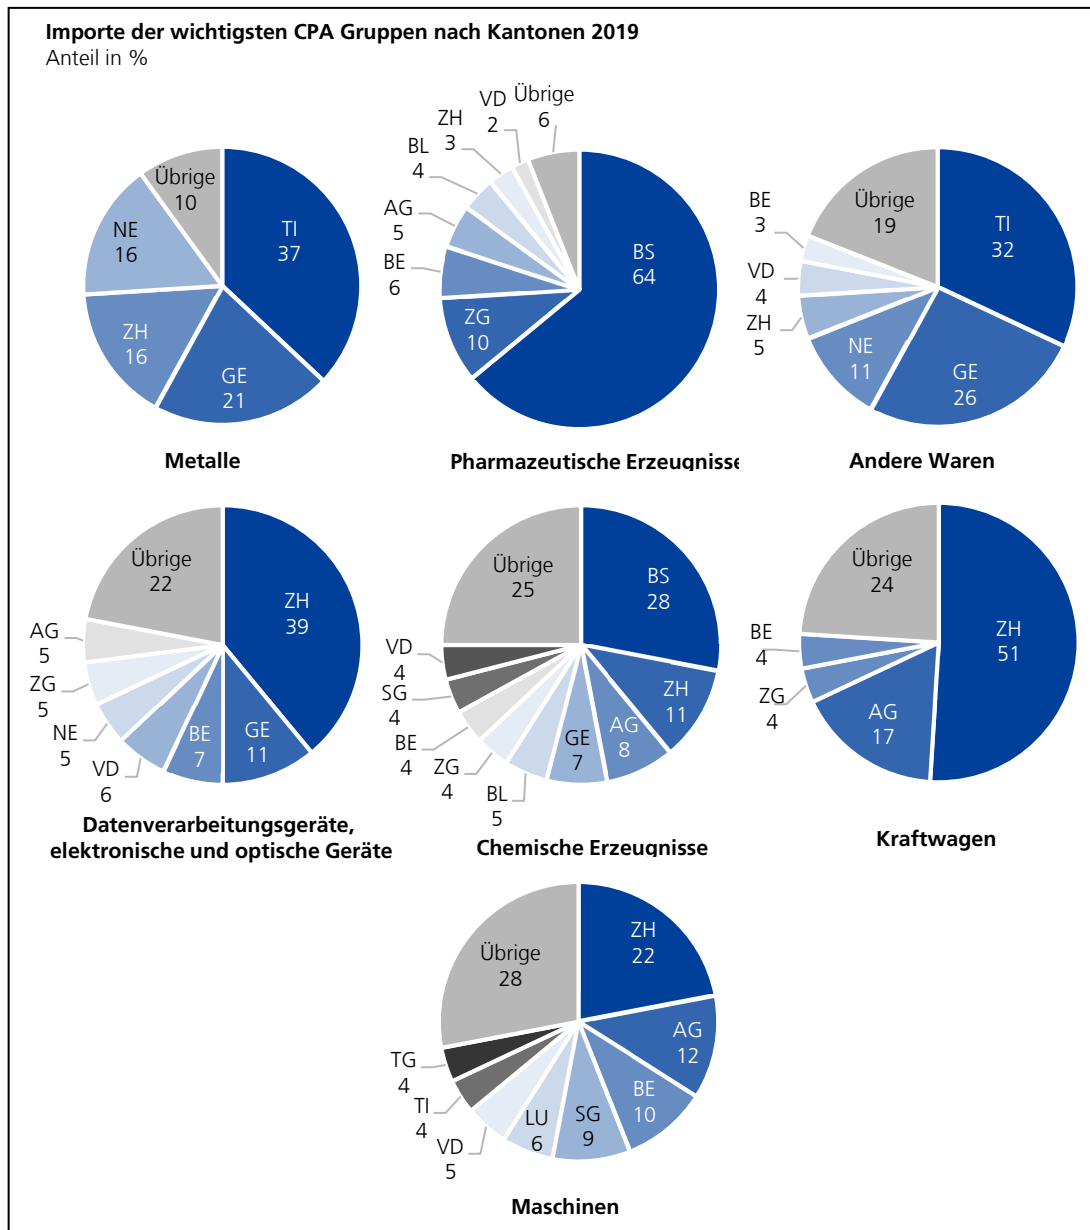 Importe der wichtigsten CPA Gruppen nach Kantonen 2019
Anteil in %
Übrige
10
TI
37
NE
16
ZH
16
GE
21
Metalle
VD
2
Übrige
6
ZH
3
BL
4
AG
5
BE
6
ZG
10
BS
64
Pharmazeutische Erzeugnisse
BE
3
Übrige
19
TI
32
VD
4
ZH
5
NE
11
GE
26
Andere Waren
Übrige
22
ZH
39
AG
5
ZG
5
NE
5
VD
6
BE
7
GE
11
Datenverarbeitungsgeräte,
elektronische und optische Geräte
Übrige
25
BS
28
VD
4
SG
4
BE
4
ZG
4
BL
5
GE
7
AG
8
ZH
11
Chemische Erzeugnisse
Übrige
24
ZH
51
BE
4
ZG
4
AG
17
Kraftwagen
Übrige
28
ZH
22
TG
4
TI
4
VD
5
LU
6
SG
9
BE
10
AG
12
Maschinen